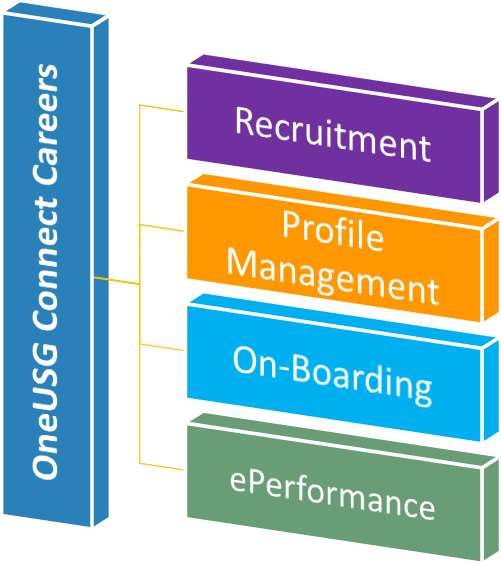 OneUSG Connect Careers
Recruitment
Profile
Management
On-Boarding
ePerformance